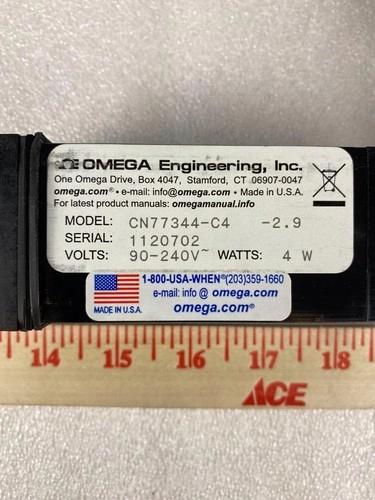 OMEGA Engineering, Inc.
One Omega Drive, Box 4047, Stamford, CT 06907-0047
omega.com® • e-mail: info@omega.com • Made in U.S.A.
For latest product manuals: omegamanual.info
MODEL: CN77344-C4 -2.9
SERIAL: 1120702
VOLTS: 90-240V~ WATTS: 4 W
1-800-USA-WHEN®(203)359-1660
e-mail: info @ omega.com
MADE IN U.S.A. omega.com®
14 15 16 17 18
ACE